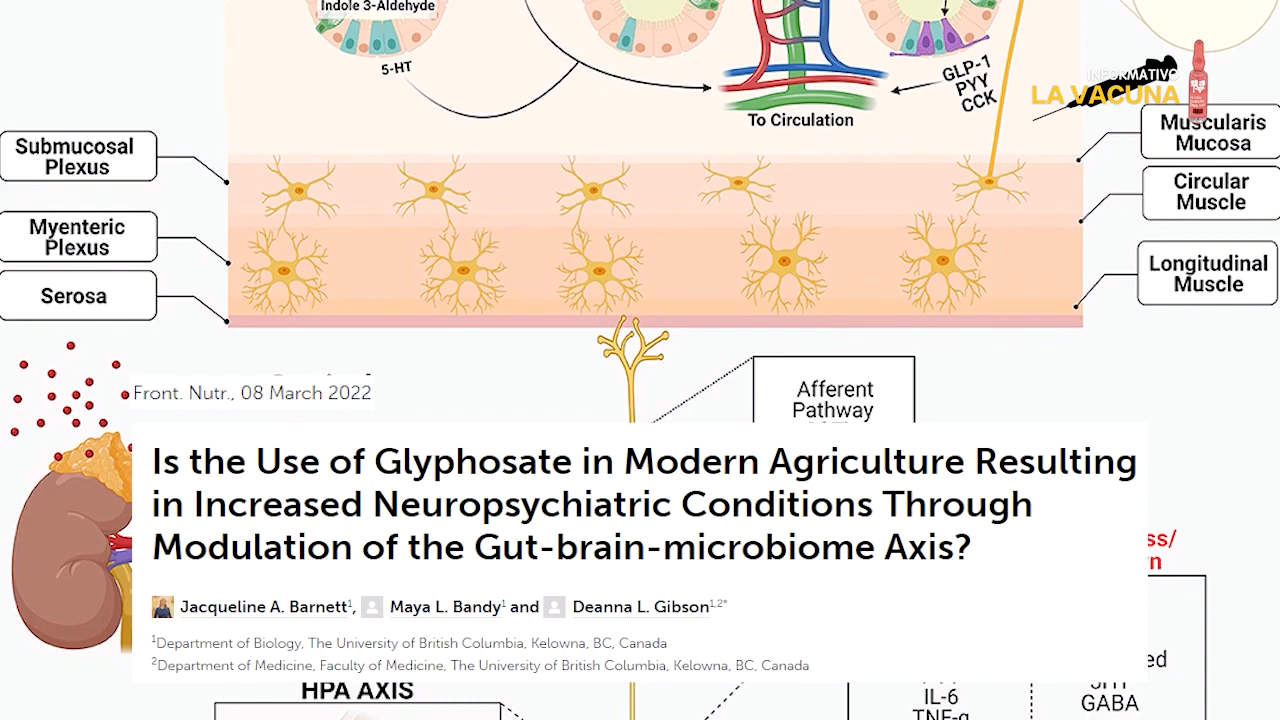 Indole 3-Aldehyde
5-HT
GLP-1
PYY
CCK
To Circulation
INFORMATIVO
LA VACUNA
Submucosal
Plexus
Myenteric
Plexus
Serosa
Muscularis
Mucosa
Circular
Muscle
Longitudinal
Muscle
Afferent
Pathway
Front. Nutr., 08 March 2022
Is the Use of Glyphosate in Modern Agriculture Resulting
in Increased Neuropsychiatric Conditions Through
Modulation of the Gut-brain-microbiome Axis?
Jacqueline A. Barnett1, Maya L. Bandy1 and Deanna L. Gibson1,2*
1Department of Biology, The University of British Columbia, Kelowna, BC, Canada
2Department of Medicine, Faculty of Medicine, The University of British Columbia, Kelowna, BC, Canada
HPA AXIS
IL-6
TNF-α
GABA